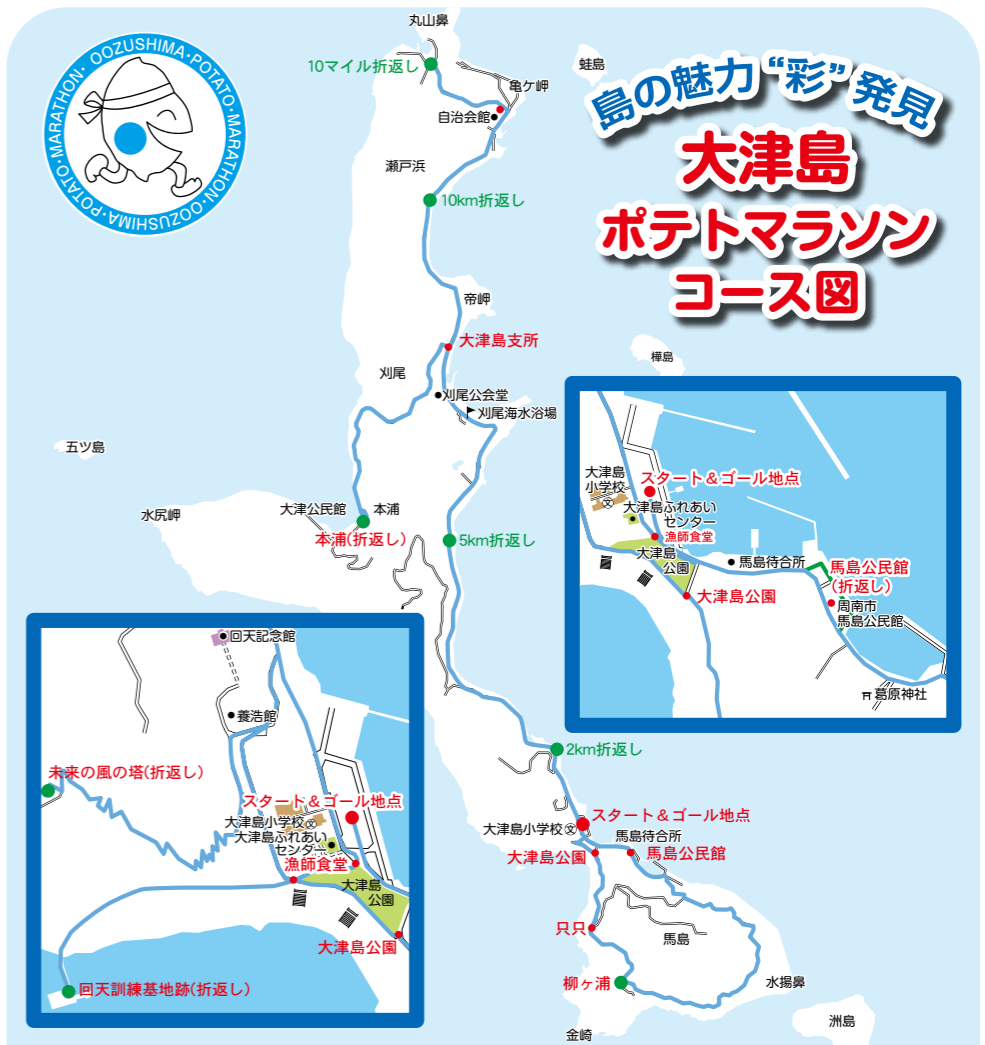 OOZUSHIMA・POTATO・MARATHON・OOZUSHIMA・POTATO・MARATHON・
島の魅力“彩”発見
大津島
ポテトマラソン
コース図
丸山鼻
10マイル折返し
蛙島
亀ケ岬
自治会館
瀬戸浜
10km折返し
帝岬
大津島支所
樺島
刈尾
刈尾公会堂
刈尾海水浴場
五ツ島
大津公民館
本浦
水尻岬
本浦(折返し)
5km折返し
2km折返し
スタート＆ゴール地点
大津島小学校
文
馬島待合所
大津島公園
馬島公民館
只只
馬島
柳ヶ浦
水揚鼻
金崎
洲島
大津島
小学校
文
スタート＆ゴール地点
大津島ふれあい
センター
漁師食堂
大津島
公園
馬島待合所
馬島公民館
(折返し)
大津島公園
周南市
馬島公民館
葛原神社
回天記念館
養浩館
未来の風の塔(折返し)
スタート＆ゴール地点
大津島小学校
文
大津島ふれあい
センター
漁師食堂
大津島
公園
大津島公園
回天訓練基地跡(折返し)